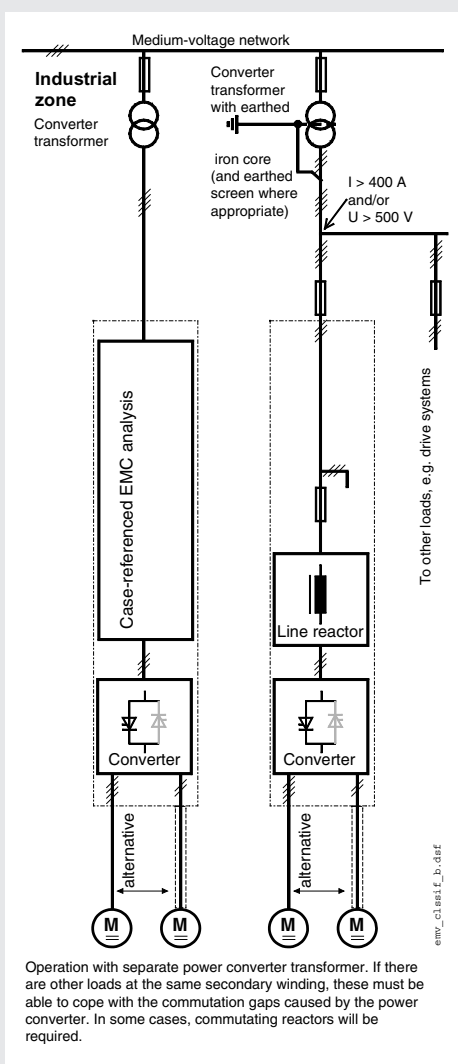 Medium-voltage network
Industrial
zone
Converter
transformer
Converter
transformer
with earthed
iron core
(and earthed
screen where
appropriate)
I > 400 A
and/or
U > 500 V
To other loads, e.g. drive systems
Case-referenced EMC analysis
Line reactor
Converter
Converter
alternative
alternative
M
M
M
M
emv_clssif_b.dsf
Operation with separate power converter transformer. If there
are other loads at the same secondary winding, these must be
able to cope with the commutation gaps caused by the power
converter. In some cases, commutating reactors will be
required.